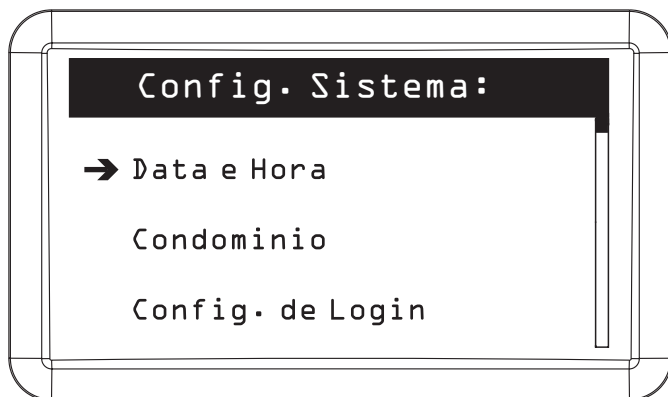 Config. Sistema:
Data e Hora
Condominio
Config. de Login